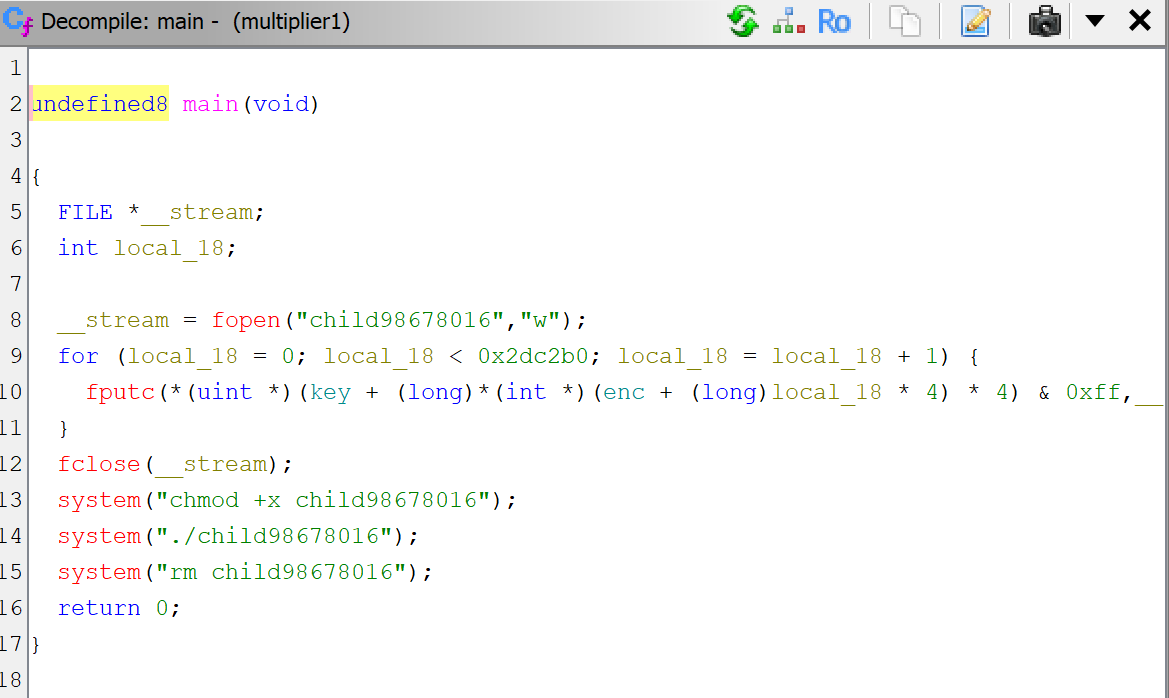 Decompile: main - (multiplier1)
Ro
1
2 undefined8 main(void)
3
4 {
5 FILE *__stream;
6 int local_18;
7
8 __stream = fopen("child98678016","w");
9 for (local_18 = 0; local_18 < 0x2dc2b0; local_18 = local_18 + 1) {
10 fputc(*(uint *)(key + (long)*(int *)(enc + (long)local_18 * 4) * 4) & 0xff,__
11 }
12 fclose(__stream);
13 system("chmod +x child98678016");
14 system("./child98678016");
15 system("rm child98678016");
16 return 0;
17 }
18